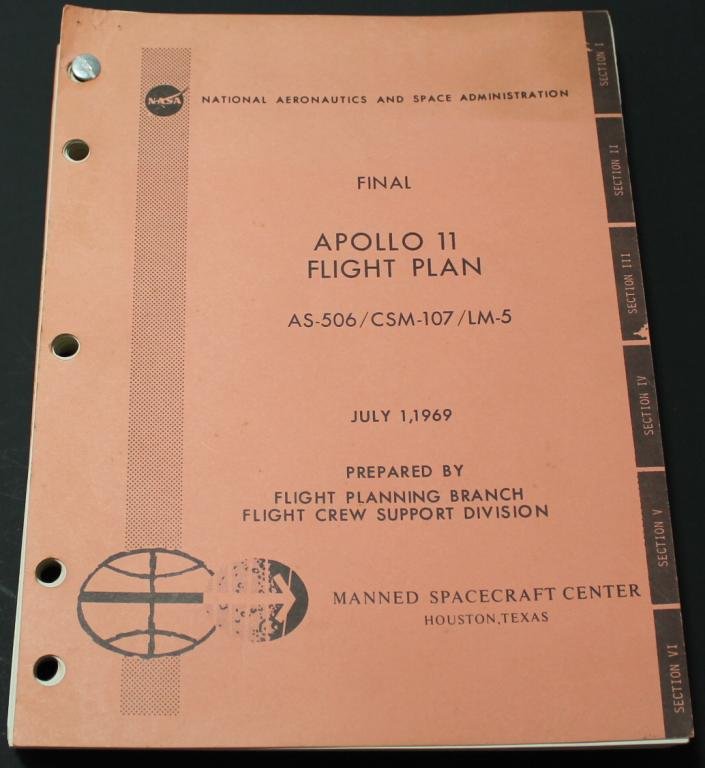 NASA
NATIONAL AERONAUTICS AND SPACE ADMINISTRATION
FINAL
APOLLO 11
FLIGHT PLAN
AS-506/CSM-107/LM-5
JULY 1,1969
PREPARED BY
FLIGHT PLANNING BRANCH
FLIGHT CREW SUPPORT DIVISION
MANNED SPACECRAFT CENTER
HOUSTON,TEXAS
SECTION I
SECTION II
SECTION III
SECTION IV
SECTION V
SECTION VI